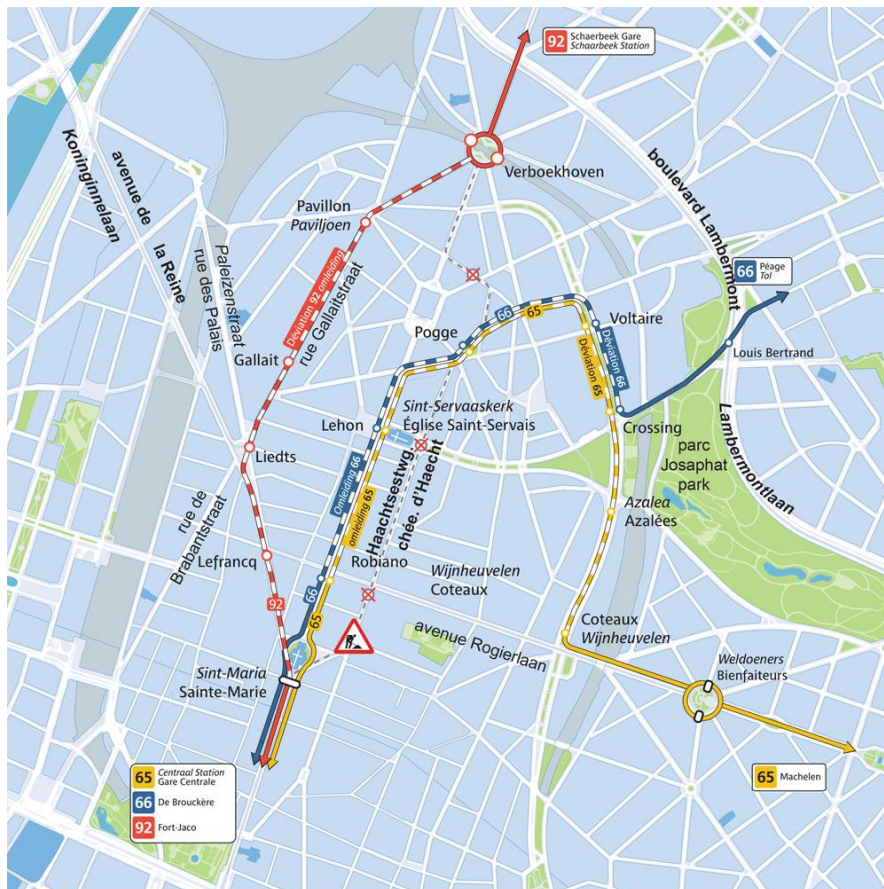 92 Schaerbeek Gare
Schaarbeek Station
Verboekhoven
Koninginnelaan
avenue de
la Reine
Paleizenstraat
rue des Palais
Pavillon
Paviljoen
boulevard Lambermont
Déviation 92 omleiding
rue Gallaitstraat
66 Péage
Tol
Gallait
Pogge
66
65
Voltaire
Déviation 66
Déviation 65
Louis Bertrand
Lehon
Sint-Servaaskerk
Église Saint-Servais
Crossing
Lambermontlaan
parc
Josaphat
park
Liedts
Omleiding 66
omleiding 65
Haachtsestwg.
chée. d'Haecht
rue de
Brabantstraat
Azalea
Azalées
Lefrancq
Robiano
Wijnheuvelen
Coteaux
92
66
65
avenue Rogierlaan
Coteaux
Wijnheuvelen
Sint-Maria
Sainte-Marie
Weldoeners
Bienfaiteurs
65 Centraal Station
Gare Centrale
66 De Brouckère
92 Fort-Jaco
65 Machelen